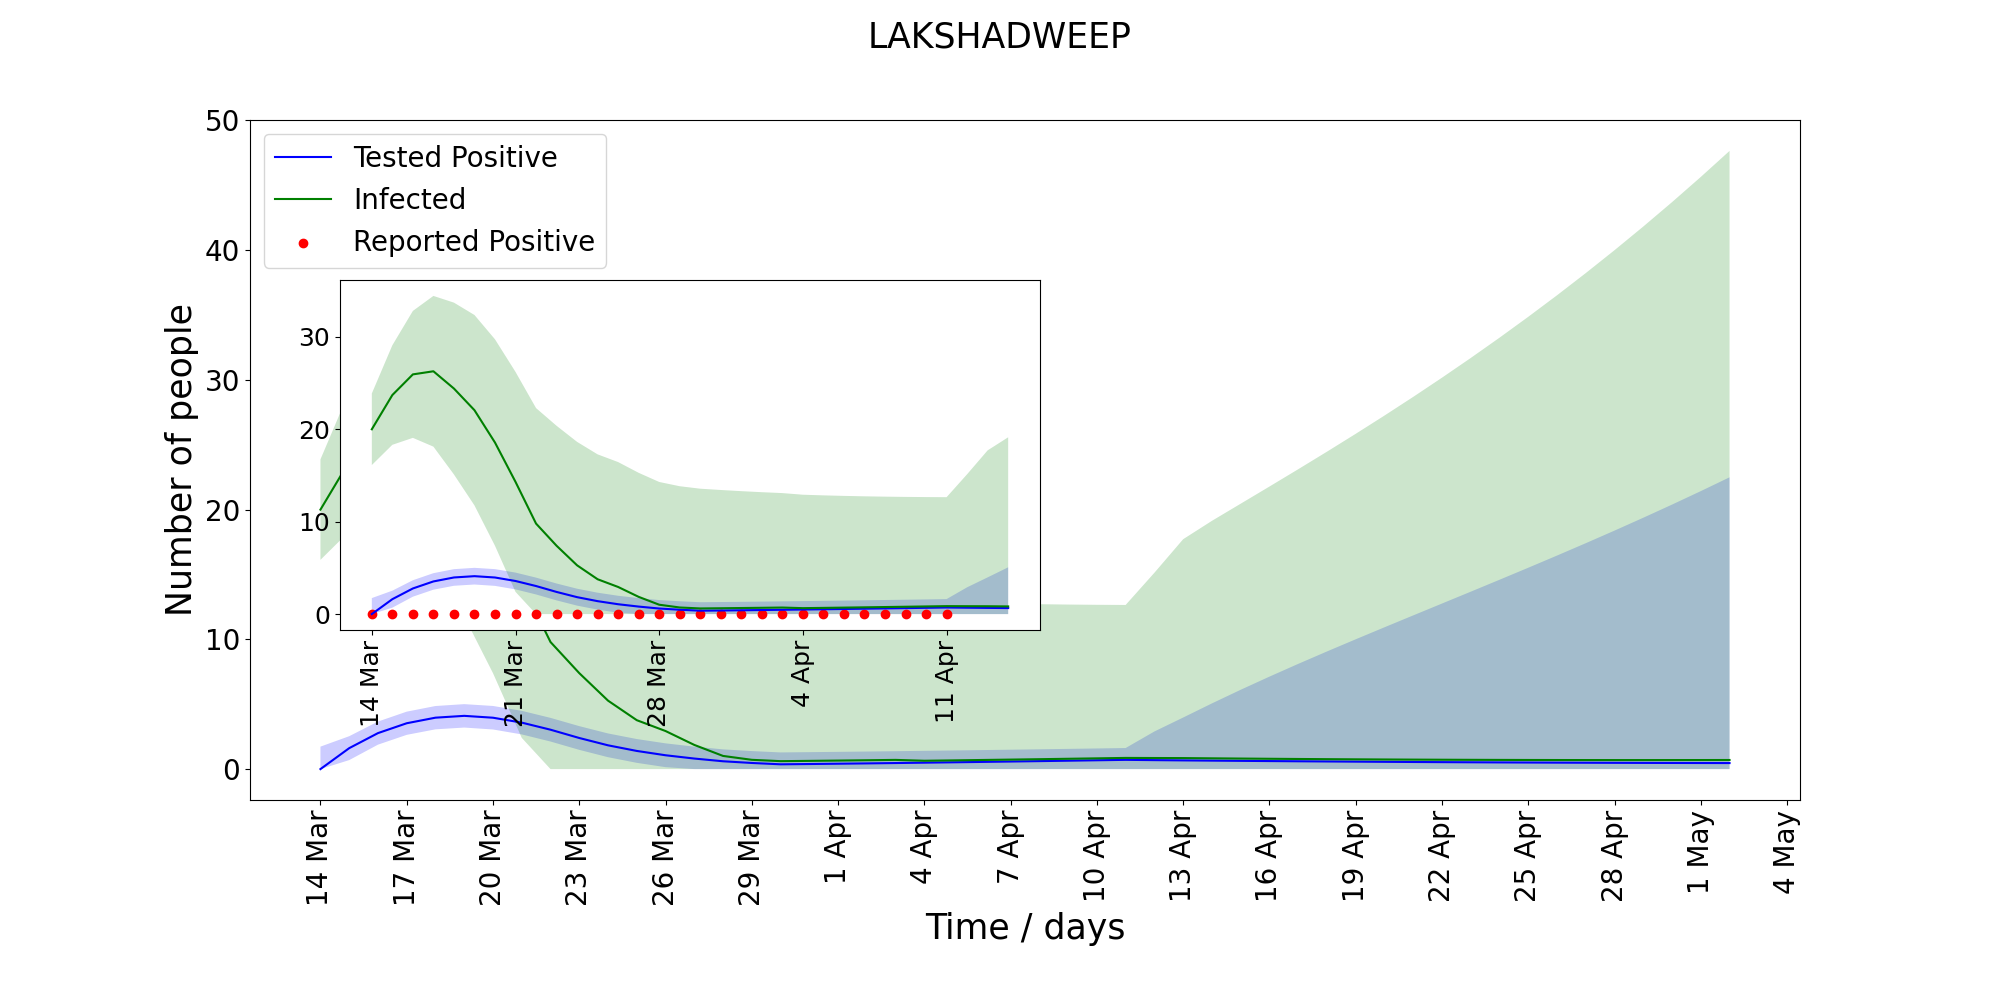 LAKSHADWEEP
50
40
30
20
10
0
Number of people
Tested Positive
Infected
Reported Positive
30
20
10
0
14 Mar
21 Mar
28 Mar
4 Apr
11 Apr
14 Mar
17 Mar
20 Mar
23 Mar
26 Mar
29 Mar
1 Apr
4 Apr
7 Apr
10 Apr
13 Apr
16 Apr
19 Apr
22 Apr
25 Apr
28 Apr
1 May
4 May
Time / days